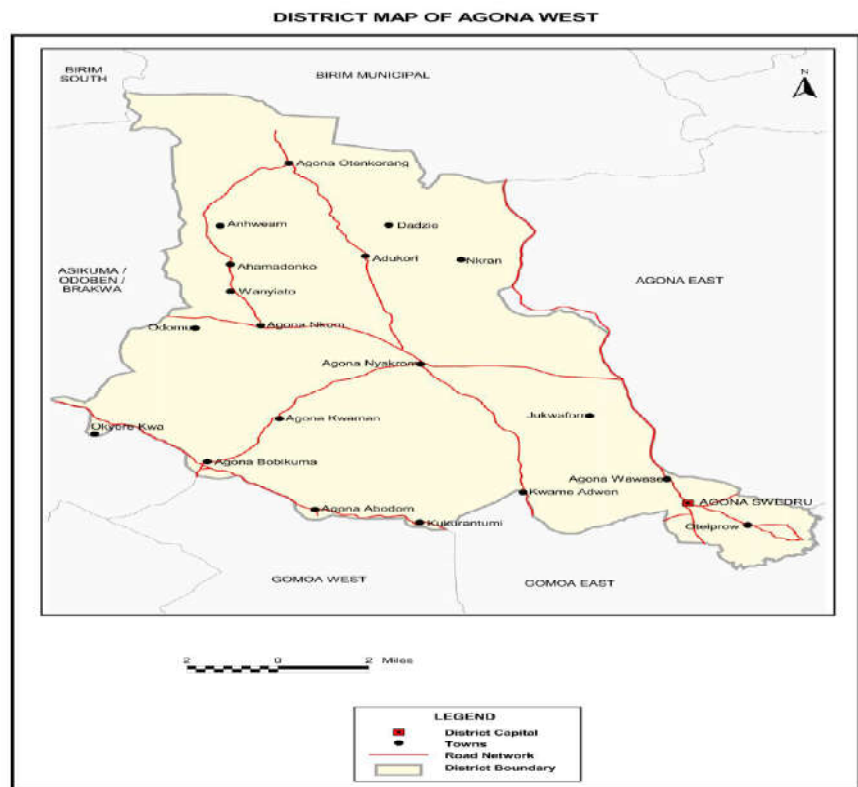 DISTRICT MAP OF AGONA WEST
BIRIM
SOUTH
BIRIM MUNICIPAL
N
Agona Otenkorang
Anhweam
Dadzie
Adukori
Nkran
Ahamadonko
ASIKUMA /
ODOBEN /
BRAKWA
AGONA EAST
Wanyiato
Odomu
Agona Nkum
Agona Nyakrom
Agona Kwaman
Jukwafom
Okyere Kwa
Agona Bobikuma
Agona Wawase
Kwame Adwen
AGONA SWEDRU
Agona Abodom
Kukurantumi
Oteiprow
GOMOA WEST
GOMOA EAST
2 0 2 Miles
LEGEND
District Capital
Towns
Road Network
District Boundary